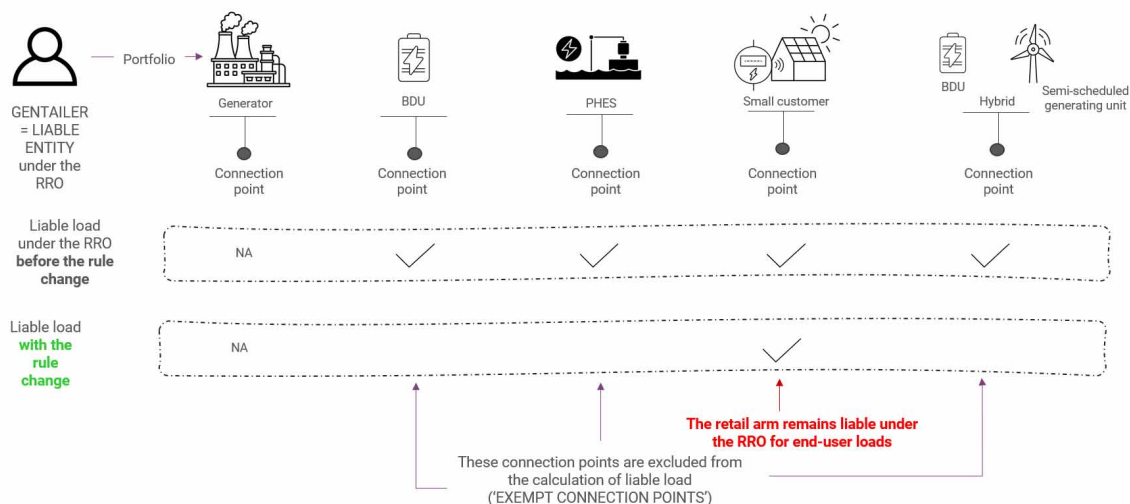 Portfolio
GENTAILER
= LIABLE
ENTITY
under the
RRO
Generator
BDU
PHES
Small customer
BDU
Hybrid
Semi-scheduled
generating unit
Connection
point
Connection
point
Connection
point
Connection
point
Connection
point
Liable load
under the RRO
before the rule
change
NA
Liable load
with the
rule
change
NA
The retail arm remains liable under
the RRO for end-user loads
These connection points are excluded from
the calculation of liable load
(‘EXEMPT CONNECTION POINTS’)